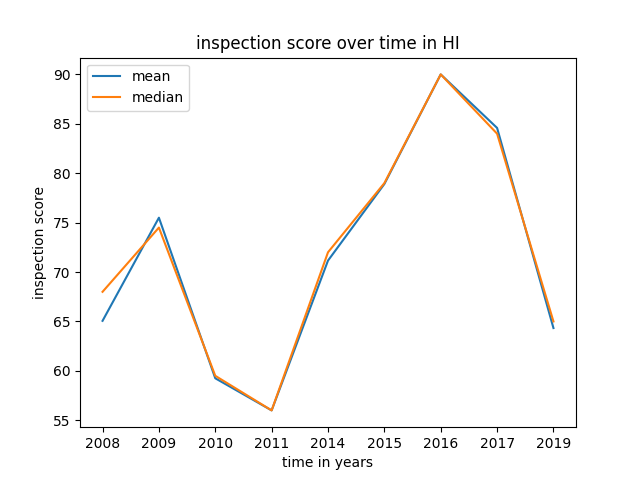 inspection score over time in HI
mean
median
90
85
80
75
70
65
60
55
inspection score
2008 2009 2010 2011 2014 2015 2016 2017 2019
time in years